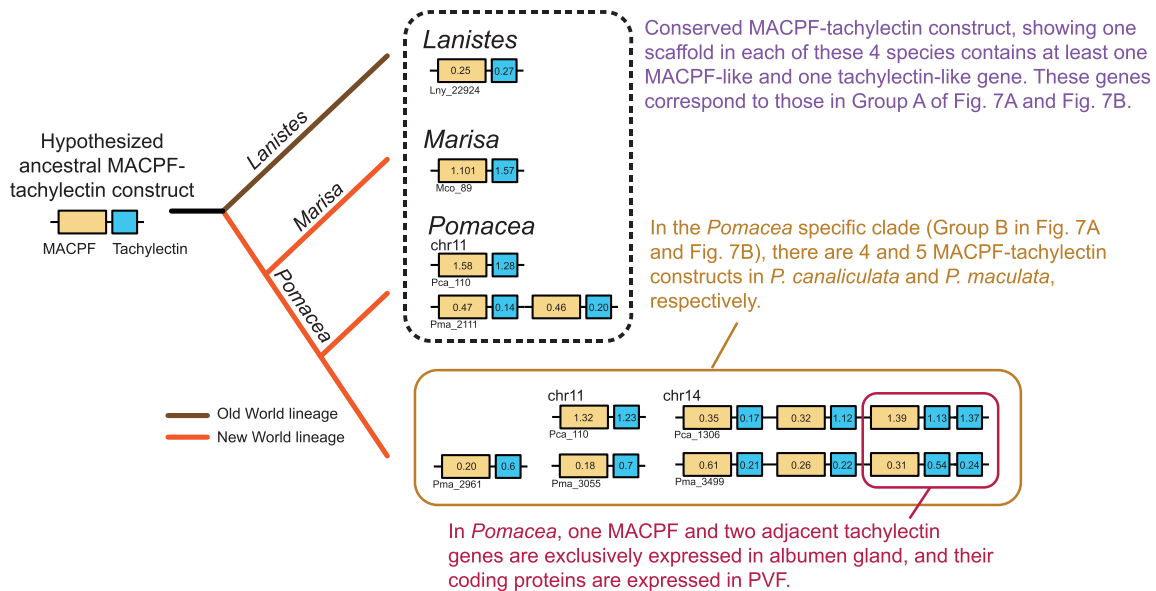 Lanistes
0.25 0.27
Lny_22924
Conserved MACPF-tachylectin construct, showing one
scaffold in each of these 4 species contains at least one
MACPF-like and one tachylectin-like gene. These genes
correspond to those in Group A of Fig. 7A and Fig. 7B.
Hypothesized
ancestral MACPF-
tachylectin construct
MACPF Tachylectin
Lanistes
Marisa
Pomacea
Marisa
1.101 1.57
Mco_89
Pomacea
chr11
1.58 1.28
Pca_110
0.47 0.14 0.46 0.20
Pma_2111
In the Pomacea specific clade (Group B in Fig. 7A
and Fig. 7B), there are 4 and 5 MACPF-tachylectin
constructs in P. canaliculata and P. maculata,
respectively.
Old World lineage
New World lineage
chr11 chr14
1.32 1.23 0.35 0.17 0.32 1.12 1.39 1.13 1.37
Pca_110 Pca_1306
0.20 0.6 0.18 0.7 0.61 0.21 0.26 0.22 0.31 0.54 0.24
Pma_2961 Pma_3055 Pma_3499
In Pomacea, one MACPF and two adjacent tachylectin
genes are exclusively expressed in albumen gland, and their
coding proteins are expressed in PVF.